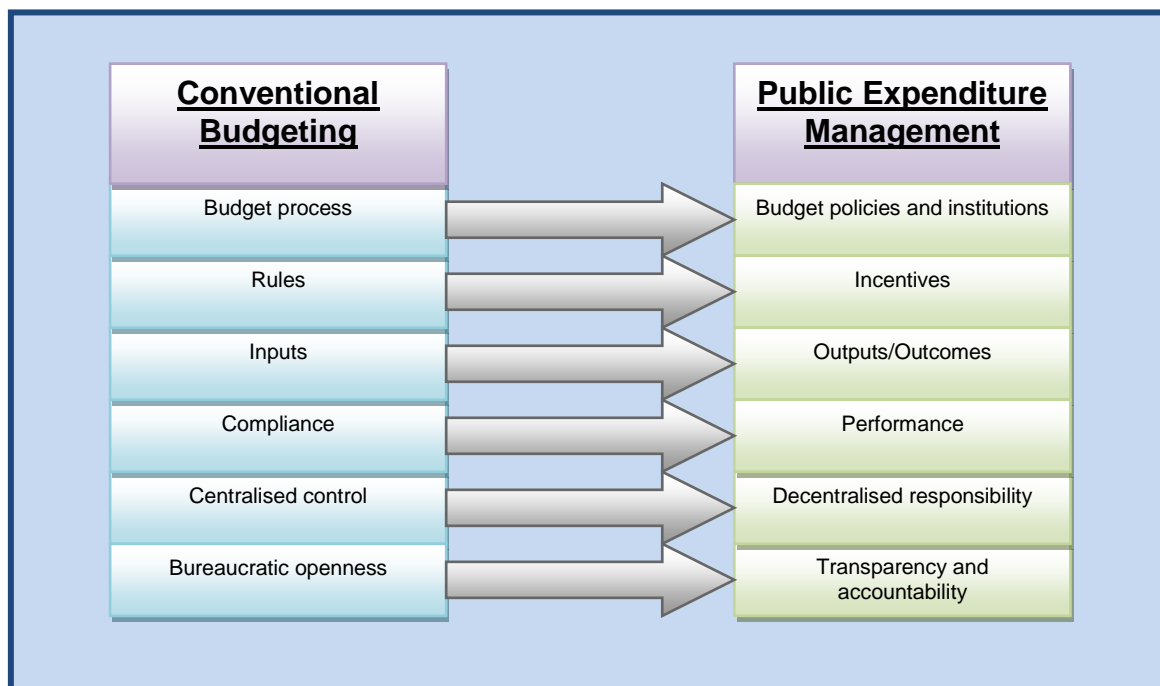 Conventional
Budgeting
Public Expenditure
Management
Budget process
Budget policies and institutions
Rules
Incentives
Inputs
Outputs/Outcomes
Compliance
Performance
Centralised control
Decentralised responsibility
Bureaucratic openness
Transparency and
accountability